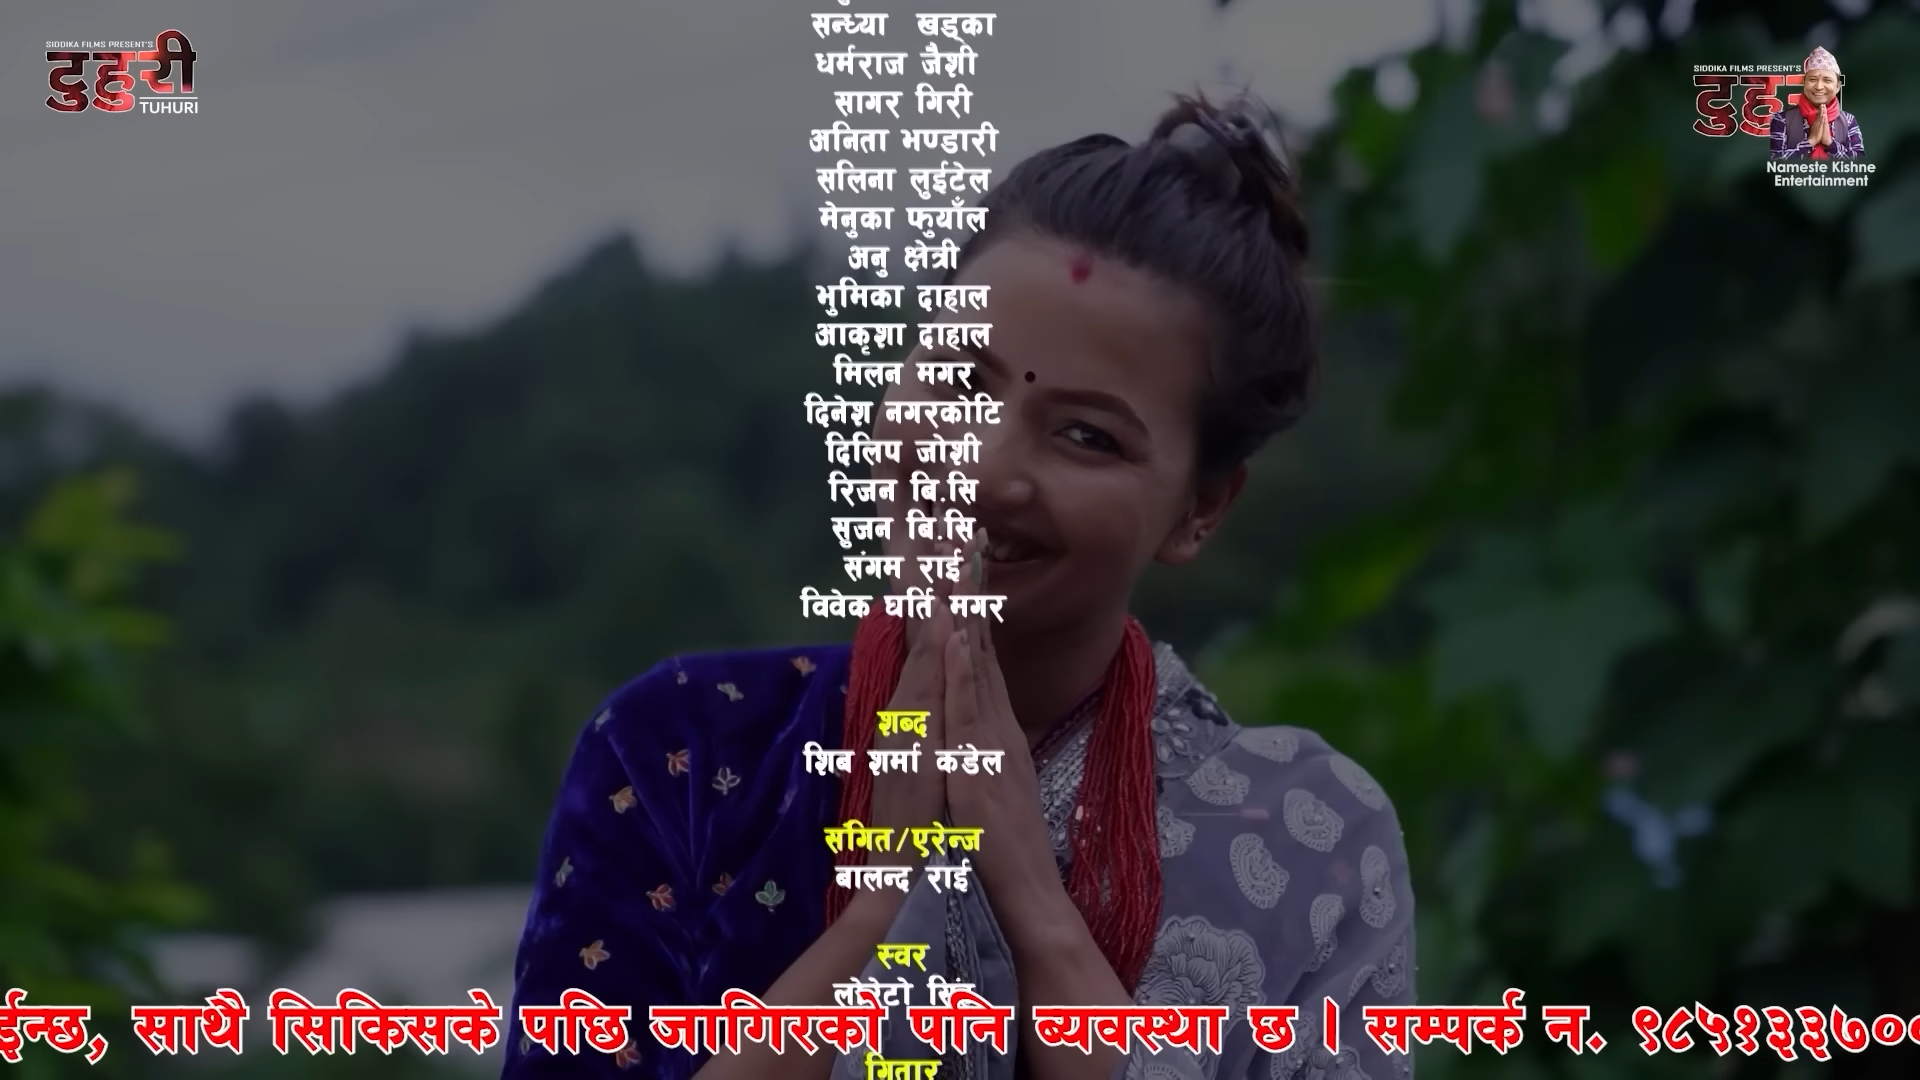 SIDDIKA FILMS PRESENT'S
टुहुरी
TUHURI
SIDDIKA FILMS PRESENT'S
Nameste Kishne
Entertainment
सन्ध्या खड्का
धर्मराज जैशी
सागर गिरी
अनिता भण्डारी
सलिना लुईटेल
मेनुका फुयाँल
अनु क्षेत्री
भुमिका दाहाल
आकृशा दाहाल
मिलन मगर
दिनेश नगरकोटि
दिलिप जोशी
रिजन बि.सि
सुजन बि.सि
संगम राई
विवेक घर्ति मगर
शब्द
शिब शर्मा कंडेल
संगित/एरेन्ज
बालन्द राई
स्वर
साथै सिकिसके पछि जागिरको पनि ब्यवस्था छ । सम्पर्क न. ९८५१३३७००
गितार